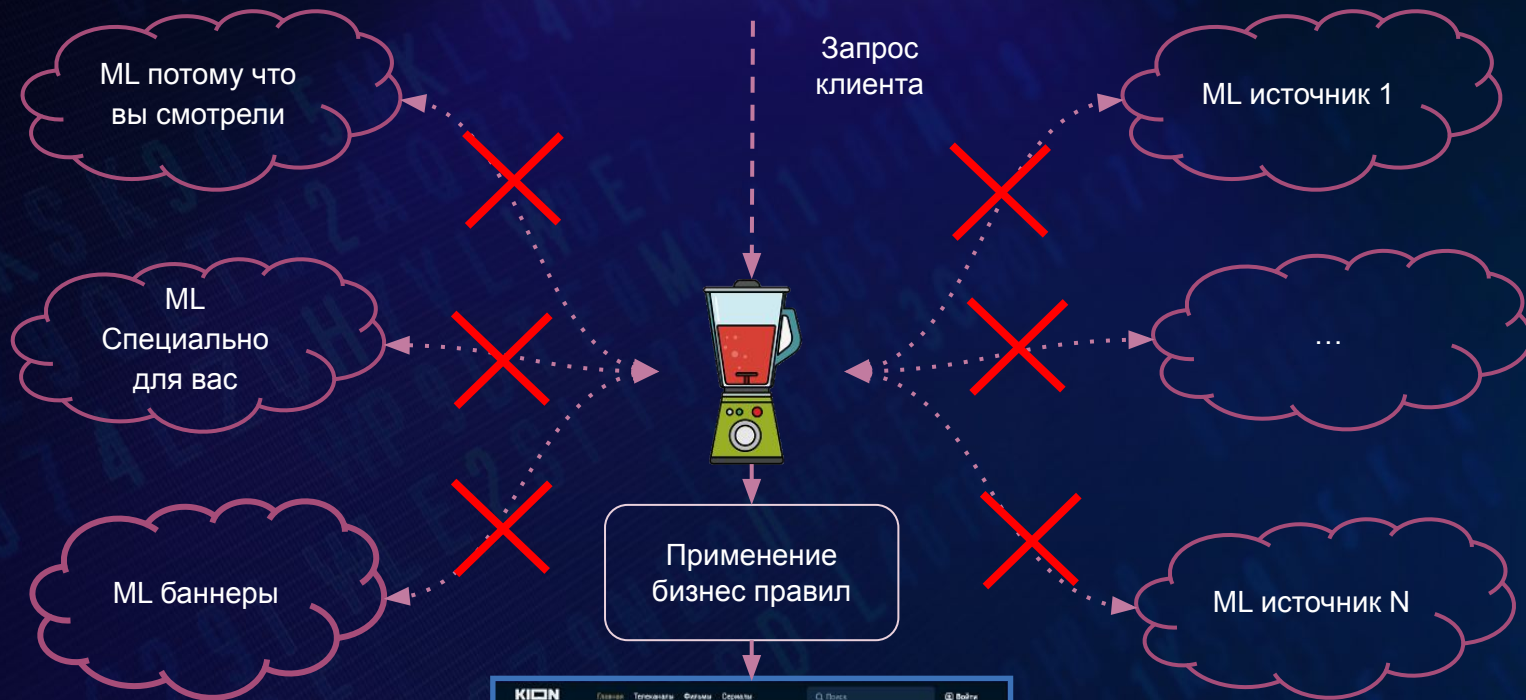 Запрос
клиента
ML потому что
вы смотрели
ML источник 1
ML
Специально
для вас
…
ML баннеры
Применение
бизнес правил
ML источник N
KION Главная Телеканалы Фильмы Сериалы Поиск Войти